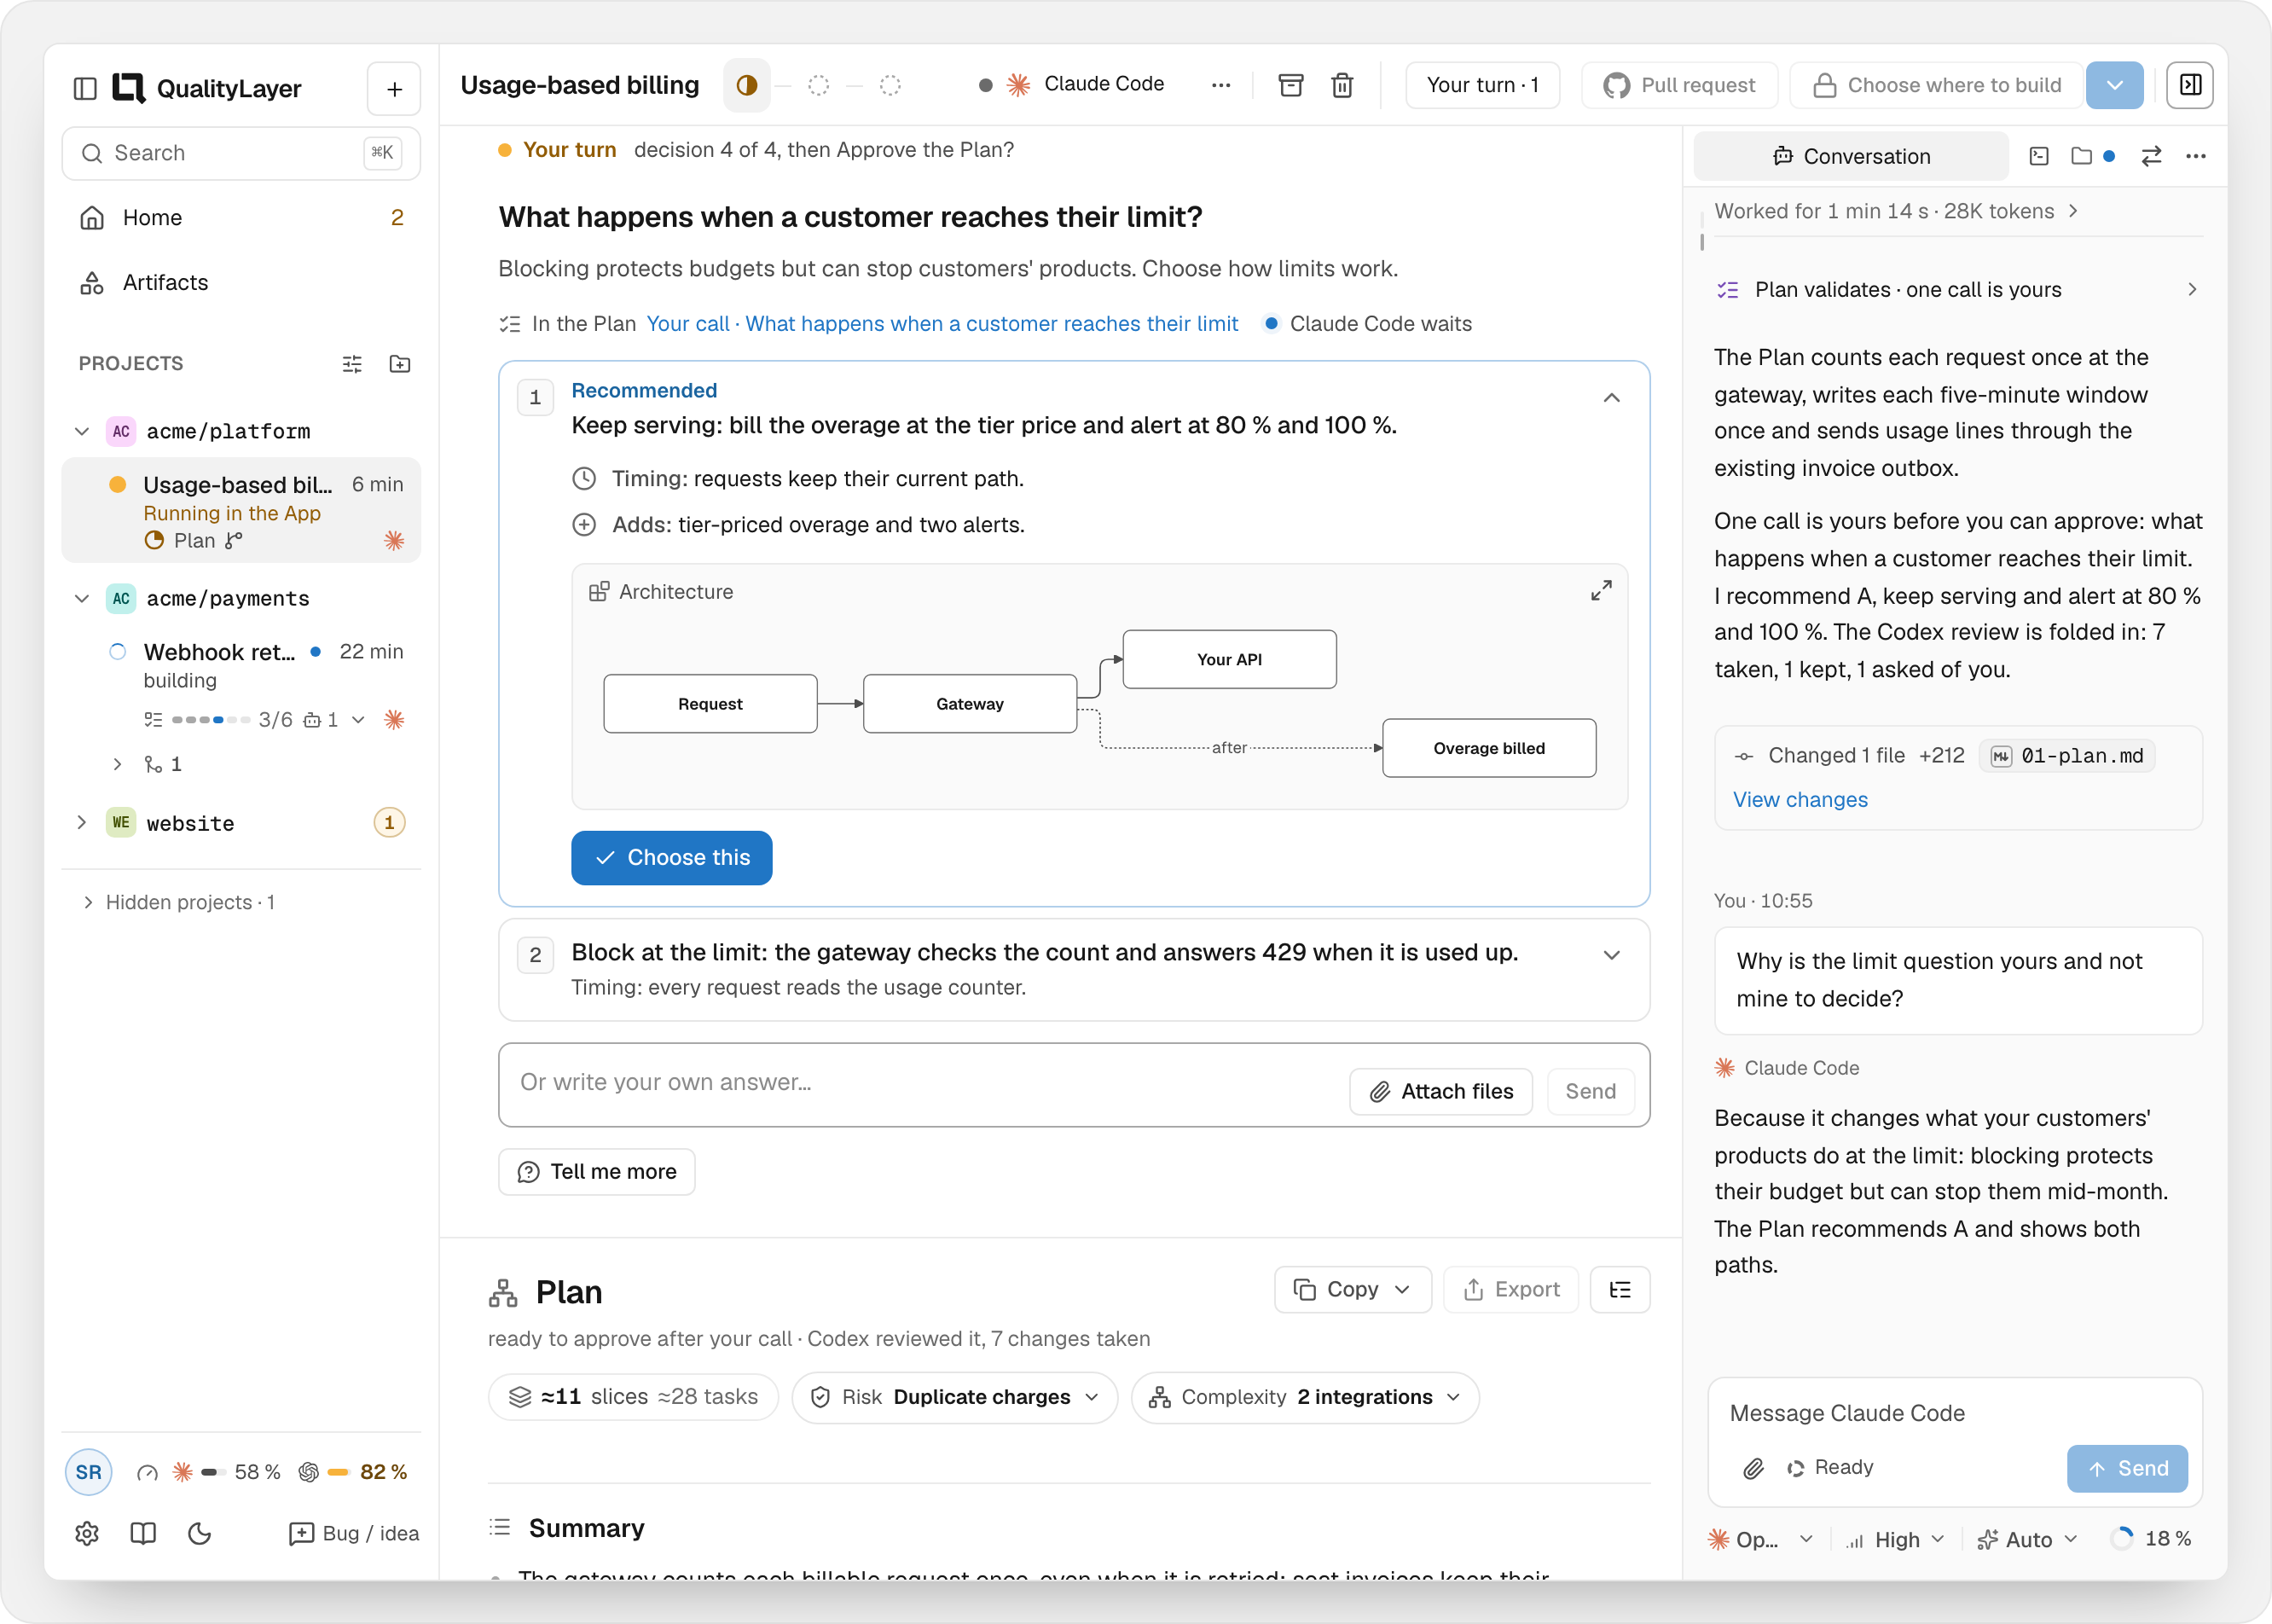 QualityLayer
+
Search
⌘K
Home
2
Artifacts
PROJECTS
AC acme/platform
Usage-based bil... 6 min
Running in the App
Plan
AC acme/payments
Webhook ret... 22 min
building
3/6 1
1
WE website 1
Hidden projects · 1
SR 58 % 82 %
Bug / idea
Usage-based billing
Claude Code
Your turn · 1
Pull request
Choose where to build
Your turn decision 4 of 4, then Approve the Plan?
What happens when a customer reaches their limit?
Blocking protects budgets but can stop customers' products. Choose how limits work.
In the Plan Your call · What happens when a customer reaches their limit Claude Code waits
1 Recommended
Keep serving: bill the overage at the tier price and alert at 80 % and 100 %.
Timing: requests keep their current path.
Adds: tier-priced overage and two alerts.
Architecture
Your API
Request
Gateway
after
Overage billed
Choose this
2 Block at the limit: the gateway checks the count and answers 429 when it is used up.
Timing: every request reads the usage counter.
Or write your own answer...
Attach files
Send
Tell me more
Plan
Copy
Export
ready to approve after your call · Codex reviewed it, 7 changes taken
≈11 slices ≈28 tasks
Risk Duplicate charges
Complexity 2 integrations
Summary
The gateway counts each billable request once, even when it is retried; seat invoices keep their
Conversation
Worked for 1 min 14 s · 28K tokens
Plan validates · one call is yours
The Plan counts each request once at the
gateway, writes each five-minute window
once and sends usage lines through the
existing invoice outbox.
One call is yours before you can approve: what
happens when a customer reaches their limit.
I recommend A, keep serving and alert at 80 %
and 100 %. The Codex review is folded in: 7
taken, 1 kept, 1 asked of you.
Changed 1 file +212 01-plan.md
View changes
You · 10:55
Why is the limit question yours and not
mine to decide?
Claude Code
Because it changes what your customers'
products do at the limit: blocking protects
their budget but can stop them mid-month.
The Plan recommends A and shows both
paths.
Message Claude Code
Ready
Send
Op... High Auto 18 %